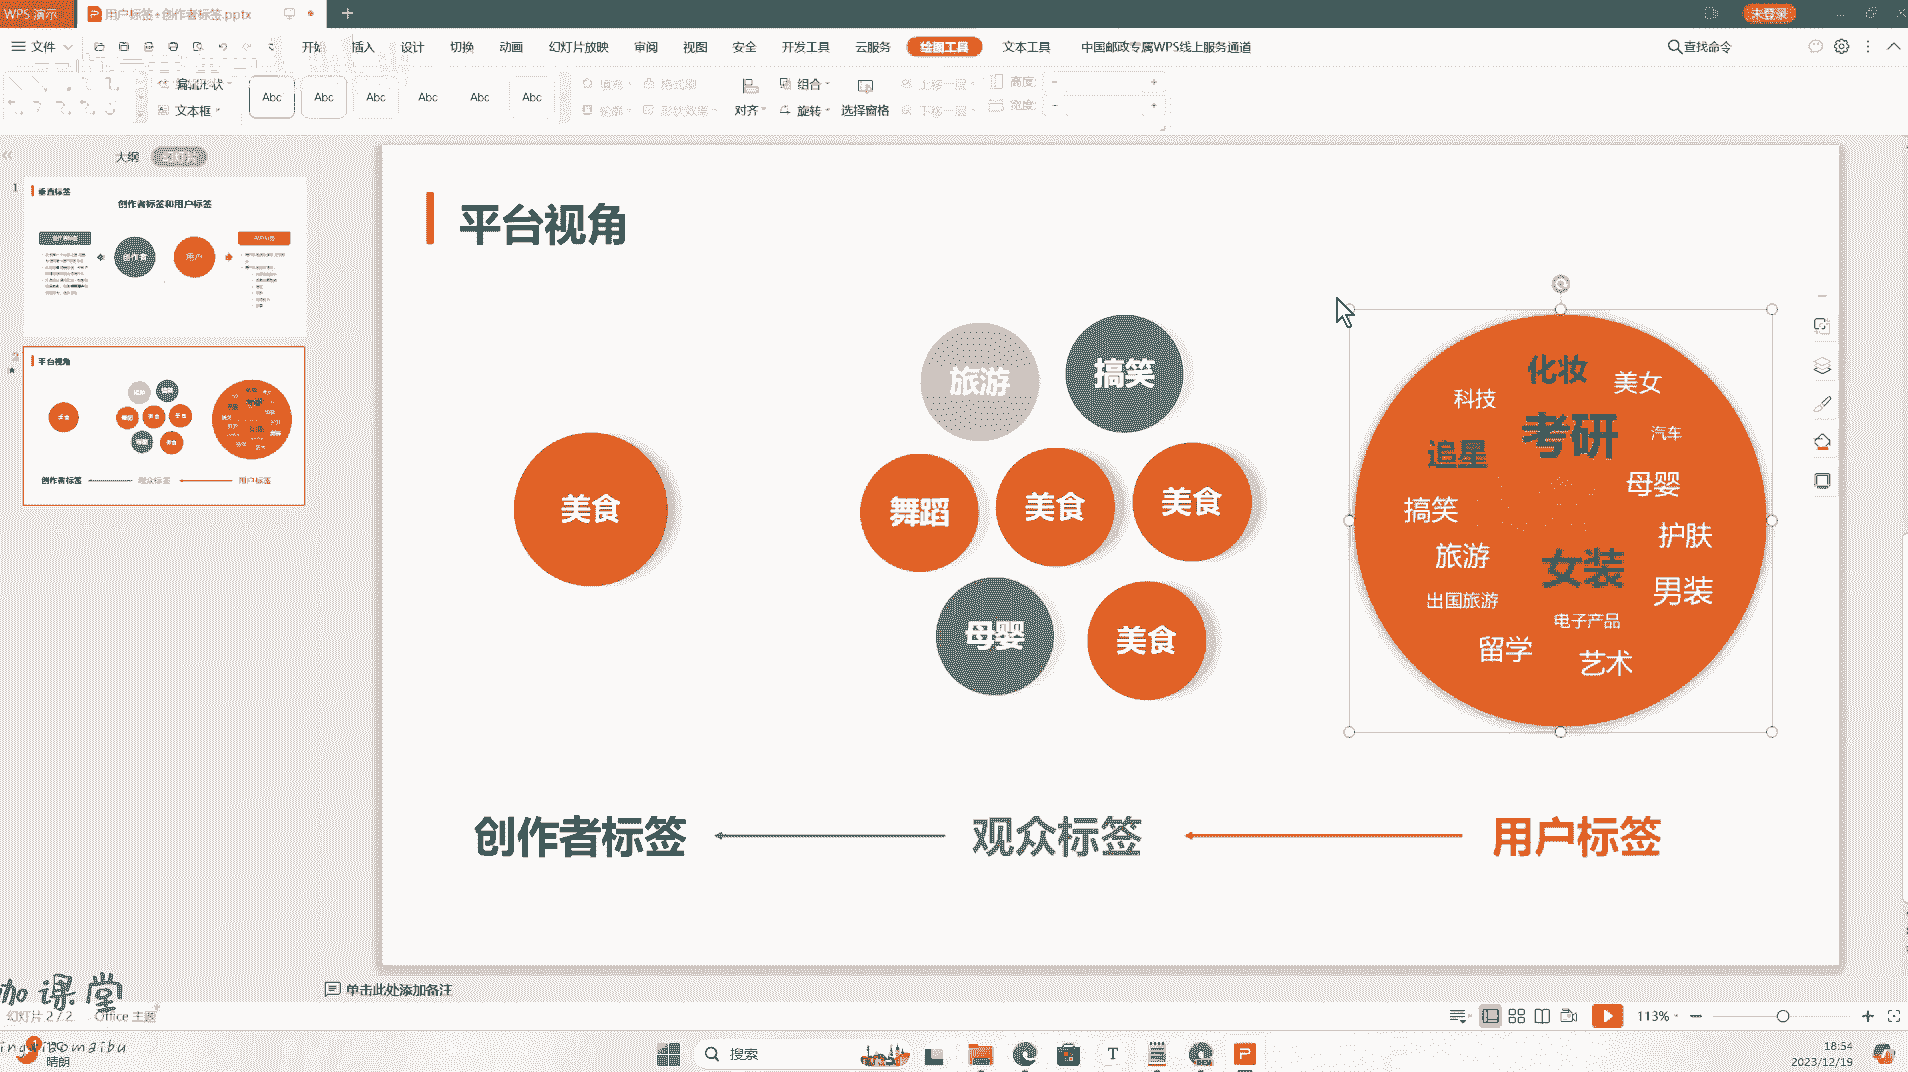 WPS 演示
用户标签+创作者标签.pptx
未登录
文件
开始
插入
设计
切换
动画
幻灯片放映
审阅
视图
安全
开发工具
云服务
绘图工具
文本工具
中国邮政专属WPS线上服务通道
查找命令
编辑形状
文本框
Abc
Abc
Abc
Abc
Abc
Abc
填充
格式刷
轮廓
形状效果
对齐
组合
旋转
选择窗格
上移一层
下移一层
高度:
宽度:
大纲
1
垂直标签
创作者标签和用户标签
创作者
用户
2
平台视角
创作者标签
观众标签
用户标签
平台视角
美食
旅游
搞笑
舞蹈
美食
美食
母婴
美食
化妆
科技
美女
考研
汽车
追星
母婴
搞笑
护肤
旅游
女装
男装
出国旅游
电子产品
留学
艺术
创作者标签
观众标签
用户标签
单击此处添加备注
咖课堂
幻灯片 2 / 2
Office 主题
113%
晴朗
搜索
18:54
2023/12/19